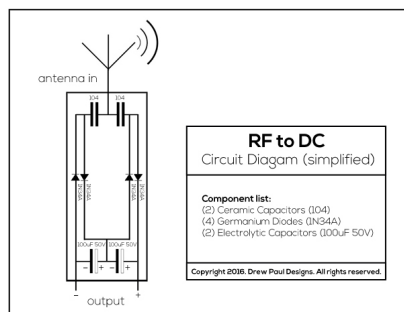 antenna in
104
104
1N34A
1N34A
1N34A
1N34A
100uF 50V
100uF 50V
- + - +
- +
output
RF to DC
Circuit Diagam (simplified)
Component list:
(2) Ceramic Capacitors (104)
(4) Germanium Diodes (1N34A)
(2) Electrolytic Capacitors (100uF 50V)
Copyright 2016. Drew Paul Designs. All rights reserved.